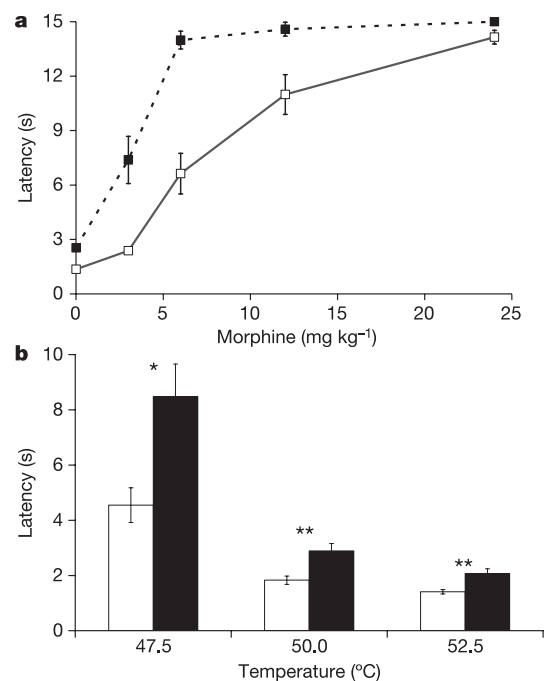 a
15
12
9
6
3
0
Latency (s)
0 5 10 15 20 25
Morphine (mg kg⁻¹)
b
10
8
6
4
2
0
Latency (s)
*
**
**
47.5 50.0 52.5
Temperature (ºC)